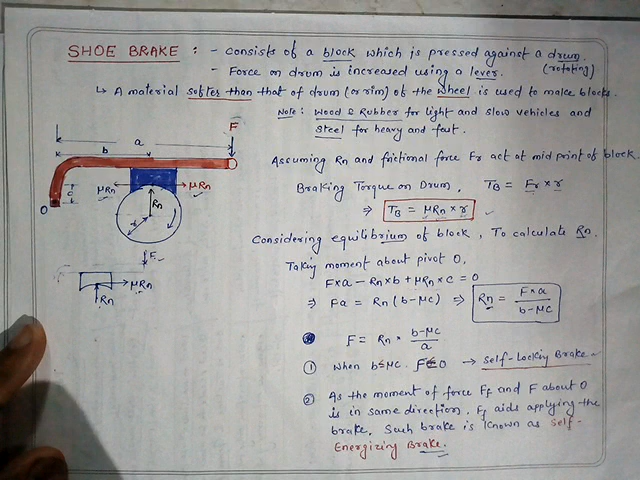 SHOE BRAKE : - Consists of a block which is pressed against a drum.
- Force on drum is increased using a lever. (rotating)
↳ A material softer than that of drum (or rim) of the wheel is used to make blocks.
Note: Wood & Rubber for light and slow vehicles and
Steel for heavy and fast.
Assuming Rn and frictional force Fr act at mid print of block.
Braking Torque on Drum, TB = Fr × r
⇒ TB = μRn × r
Considering equilibrium of block, To calculate Rn.
Taking moment about pivot O,
F×a - Rn×b + μRn × c = 0
⇒ Fa = Rn (b-μc) ⇒ Rn = F×a / b-μc
F = Rn × b-μc / a
① When b≤μc. F≤0 → Self-Locking Brake
② As the moment of force Ff and F about O
is in same direction. Ff aids applying the
brake. Such brake is known as Self-
Energizing Brake.
F
a
b
c
O
μRn
μRn
Rn
r
F
μRn
Rn